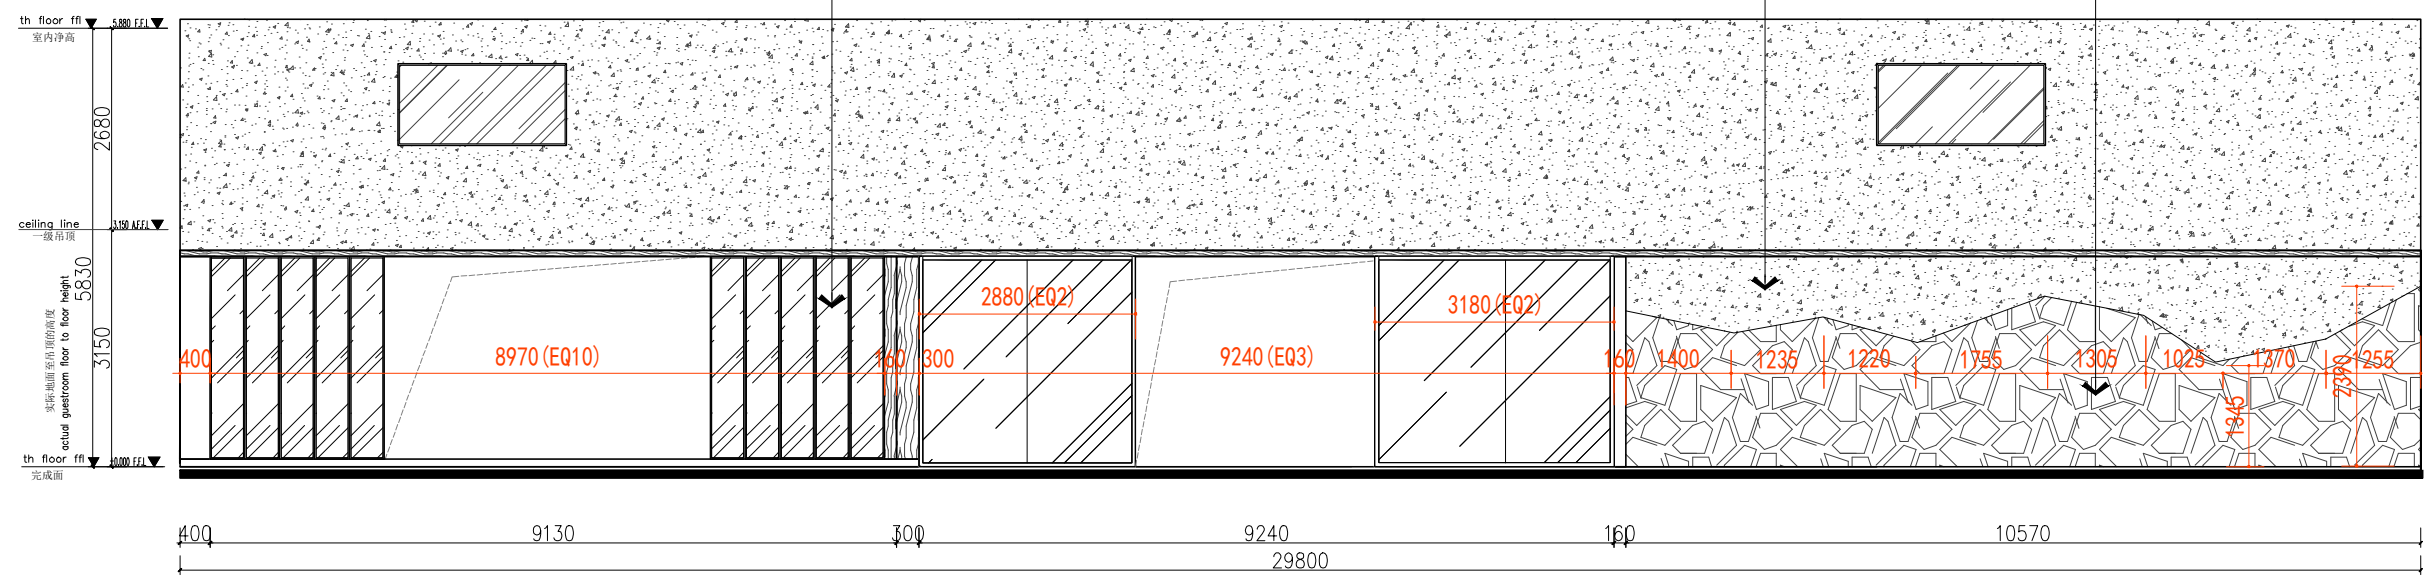 th floor ffl
5.880 F.F.L
室内净高
2680
ceiling line
3.150 A.F.F.L
一级吊顶
5830
3150
实际地面至吊顶的高度
actual guestroom floor to floor height
th floor ffl
±0.000 F.F.L
完成面
2880(EQ2)
3180(EQ2)
400
8970(EQ10)
160
300
9240(EQ3)
160
1400
1235
1220
1755
1305
1025
1370
1255
2390
1345
400
9130
300
9240
160
10570
29800